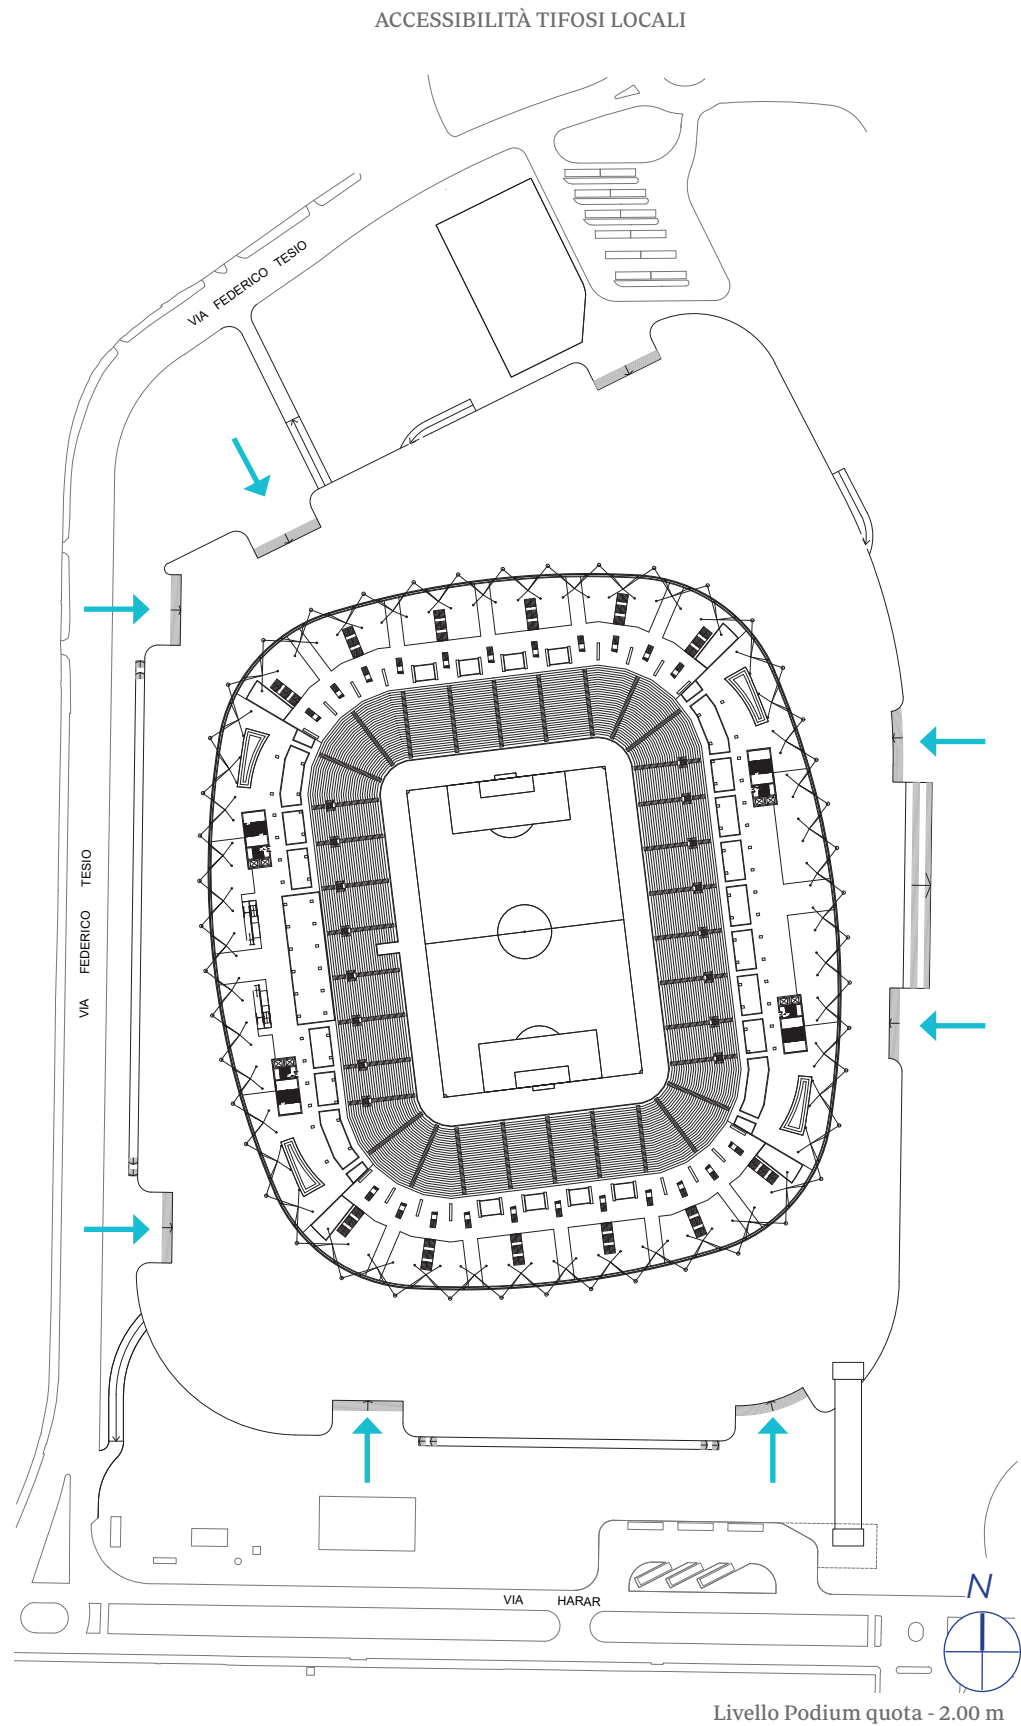 ACCESSIBILITÀ TIFOSI LOCALI
VIA FEDERICO TESIO
VIA FEDERICO TESIO
VIA HARAR
N
Livello Podium quota - 2.00 m